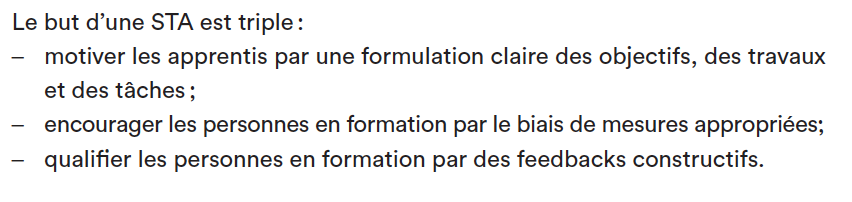 Le but d’une STA est triple :
– motiver les apprentis par une formulation claire des objectifs, des travaux
et des tâches ;
– encourager les personnes en formation par le biais de mesures appropriées;
– qualifier les personnes en formation par des feedbacks constructifs.